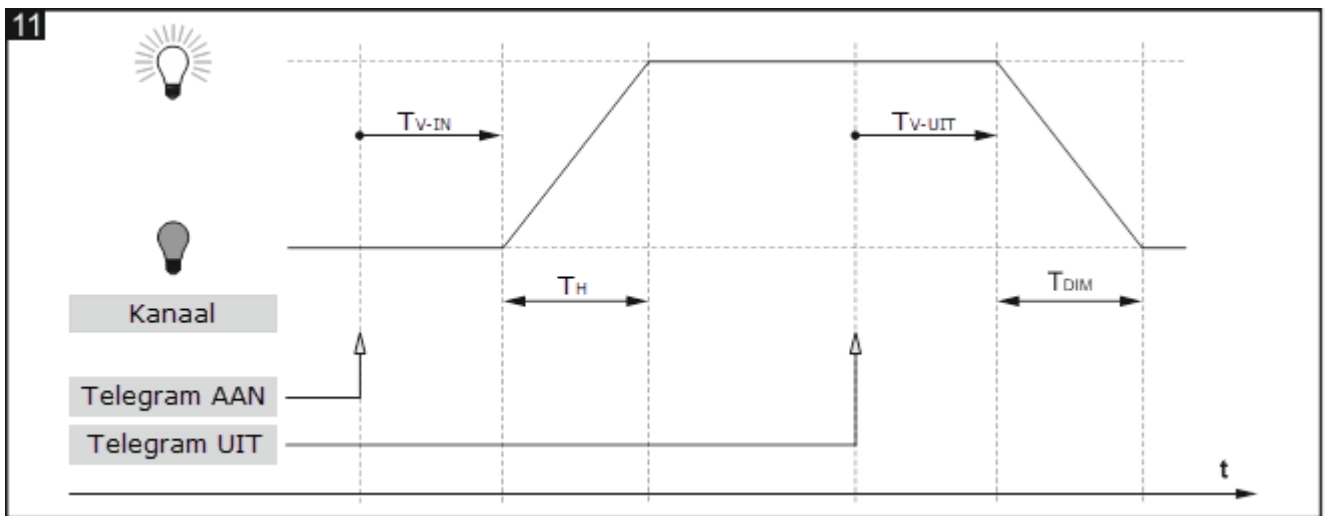 11
TV-IN
TV-UIT
TH
TDIM
Kanaal
Telegram AAN
Telegram UIT
t